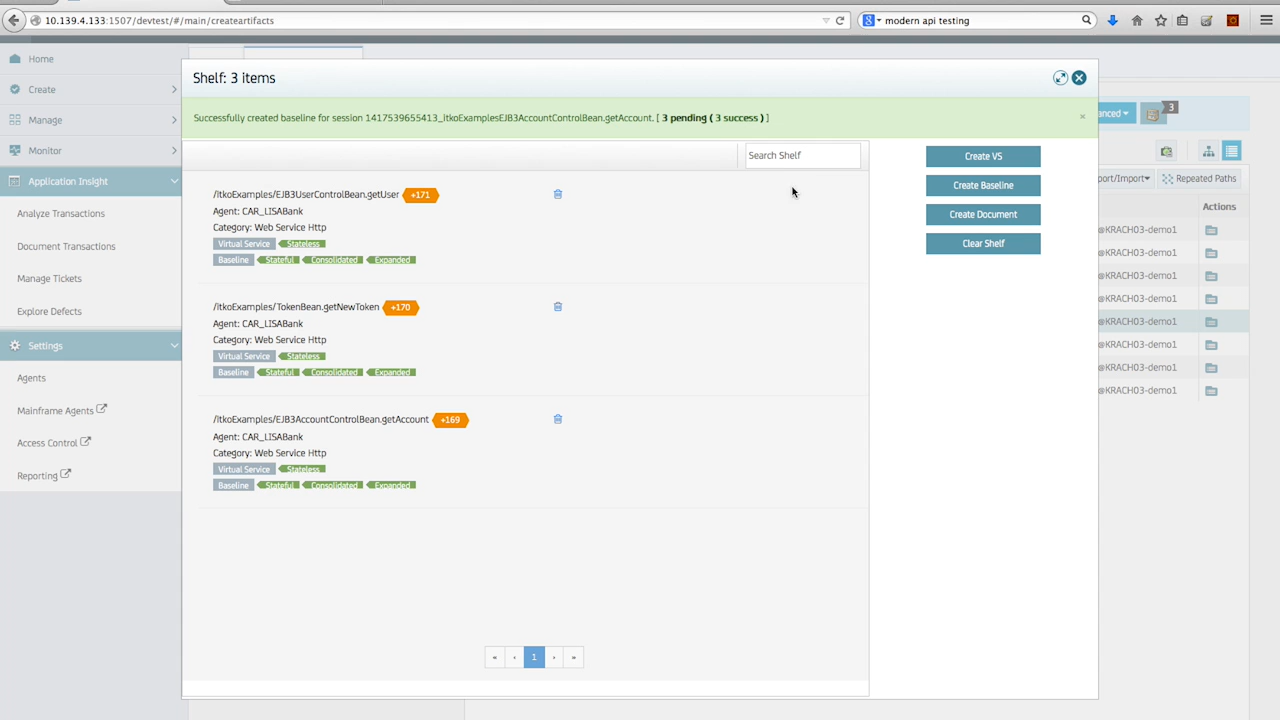 10.139.4.133:1507/devtest/#/main/createartifacts
modern api testing
Home
Create
Manage
Monitor
Application Insight
Analyze Transactions
Document Transactions
Manage Tickets
Explore Defects
Settings
Agents
Mainframe Agents
Access Control
Reporting
Shelf: 3 items
Successfully created baseline for session 1417539655413_itkoExamplesEJB3AccountControlBean.getAccount. [ 3 pending ( 3 success ) ]
×
Search Shelf
/itkoExamples/EJB3UserControlBean.getUser +171
Agent: CAR_LISABank
Category: Web Service Http
Virtual Service Stateless
Baseline Stateful Consolidated Expanded
/itkoExamples/TokenBean.getNewToken +170
Agent: CAR_LISABank
Category: Web Service Http
Virtual Service Stateless
Baseline Stateful Consolidated Expanded
/itkoExamples/EJB3AccountControlBean.getAccount +169
Agent: CAR_LISABank
Category: Web Service Http
Virtual Service Stateless
Baseline Stateful Consolidated Expanded
« ‹ 1 › »
Create VS
Create Baseline
Create Document
Clear Shelf
anced
3
port/Import
Repeated Paths
Actions
@KRACH03-demo1
@KRACH03-demo1
@KRACH03-demo1
@KRACH03-demo1
@KRACH03-demo1
@KRACH03-demo1
@KRACH03-demo1
@KRACH03-demo1